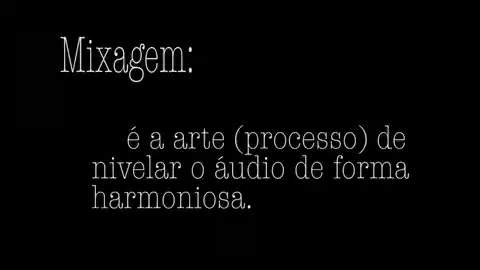 Mixagem:
é a arte (processo) de
nivelar o áudio de forma
harmoniosa.